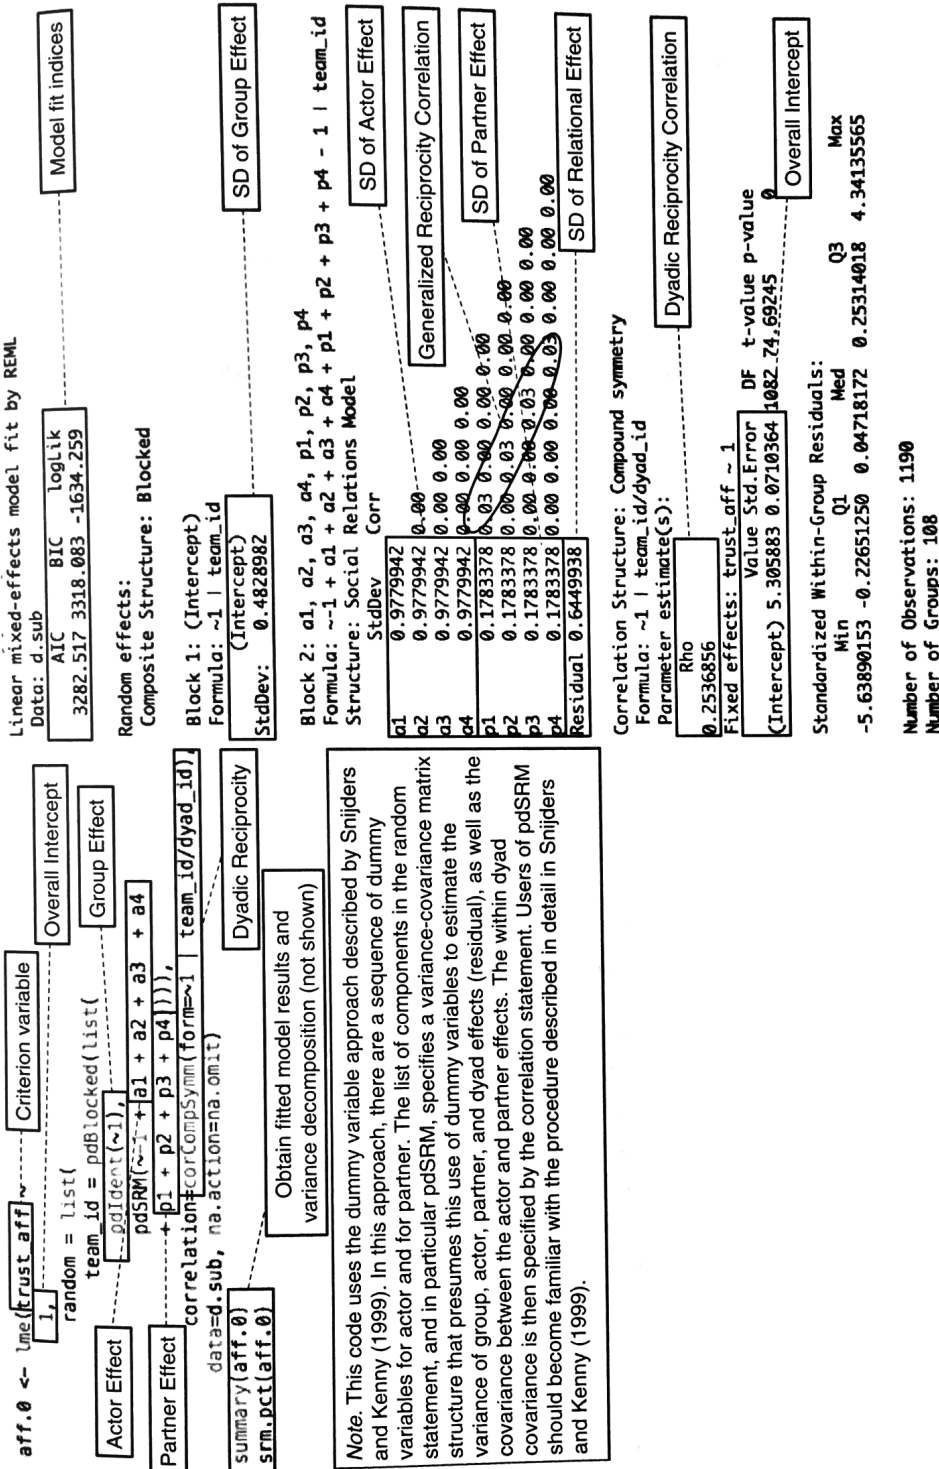 aff.0 <- lme(trust_aff ~
Criterion variable
1,
Overall Intercept
random = list(
team_id = pdBlocked(list(
Group Effect
pdIdent(~1),
Actor Effect
pdSRM(~-1 + a1 + a2 + a3 + a4
Partner Effect
+ p1 + p2 + p3 + p4)))),
correlation=corCompSymm(form=~1 | team_id/dyad_id),
data=d.sub, na.action=na.omit)
Dyadic Reciprocity
summary(aff.0)
srm.pct(aff.0)
Obtain fitted model results and
variance decomposition (not shown)
Note. This code uses the dummy variable approach described by Snijders
and Kenny (1999). In this approach, there are a sequence of dummy
variables for actor and for partner. The list of components in the random
statement, and in particular pdSRM, specifies a variance-covariance matrix
structure that presumes this use of dummy variables to estimate the
variance of group, actor, partner, and dyad effects (residual), as well as the
covariance between the actor and partner effects. The within dyad
covariance is then specified by the correlation statement. Users of pdSRM
should become familiar with the procedure described in detail in Snijders
and Kenny (1999).
Linear mixed-effects model fit by REML
Data: d.sub
AIC BIC logLik
3282.517 3318.083 -1634.259
Model fit indices
Random effects:
Composite Structure: Blocked
Block 1: (Intercept)
Formula: ~1 | team_id
(Intercept)
StdDev: 0.4828982
SD of Group Effect
Block 2: a1, a2, a3, a4, p1, p2, p3, p4
Formula: ~-1 + a1 + a2 + a3 + a4 + p1 + p2 + p3 + p4 - 1 | team_id
Structure: Social Relations Model
StdDev Corr
a1 0.9779942
a2 0.9779942 0.00
a3 0.9779942 0.00 0.00
a4 0.9779942 0.00 0.00 0.00
p1 0.1783378 0.03 0.00 0.00 0.00
p2 0.1783378 0.00 0.03 0.00 0.00 0.00
p3 0.1783378 0.00 0.00 0.03 0.00 0.00 0.00
p4 0.1783378 0.00 0.00 0.00 0.03 0.00 0.00 0.00
Residual 0.6449938
SD of Actor Effect
Generalized Reciprocity Correlation
SD of Partner Effect
SD of Relational Effect
Correlation Structure: Compound symmetry
Formula: ~1 | team_id/dyad_id
Parameter estimate(s):
Rho
0.2536856
Dyadic Reciprocity Correlation
Fixed effects: trust_aff ~ 1
Value Std.Error DF t-value p-value
(Intercept) 5.305883 0.0710364 1082 74.69245 0
Overall Intercept
Standardized Within-Group Residuals:
Min Q1 Med Q3 Max
-5.63890153 -0.22651250 0.04718172 0.25314018 4.34135565
Number of Observations: 1190
Number of Groups: 108